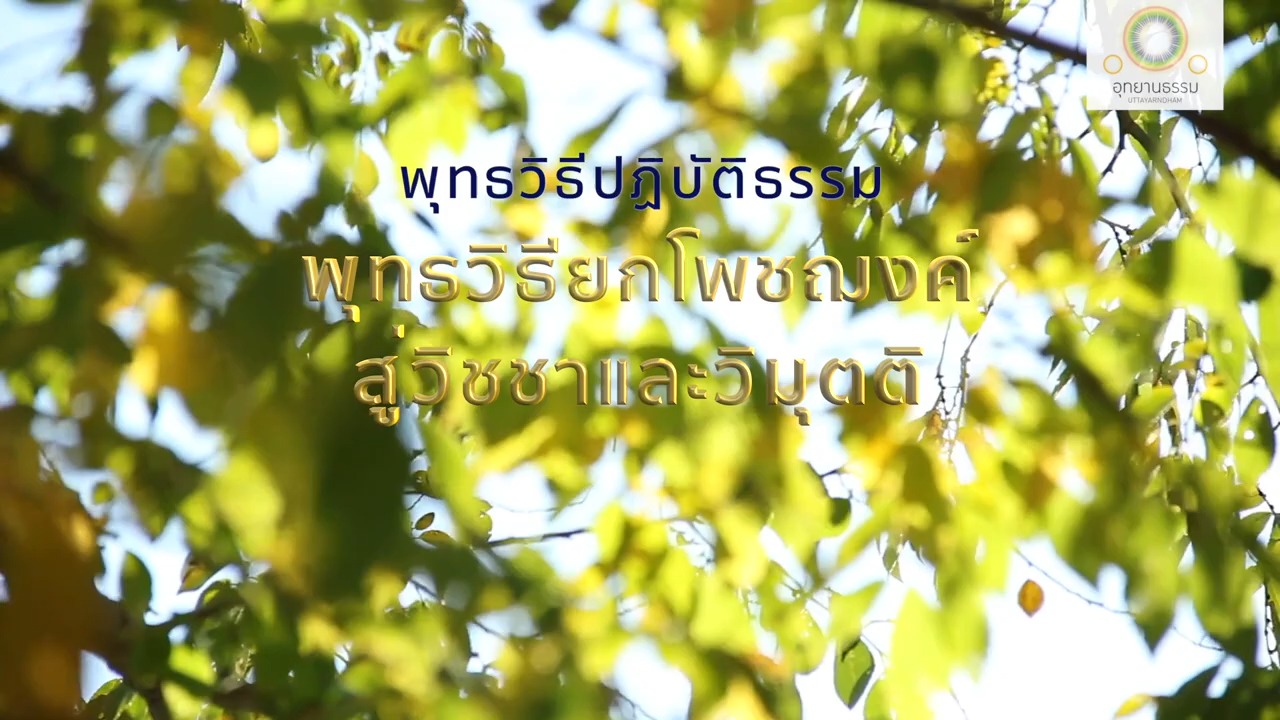 อุทยานธรรม
UTTAYARNDHAM
พุทธวิธีปฏิบัติธรรม
พุทธวิธียกโพชฌงค์
สู่วิชชาและวิมุตติ